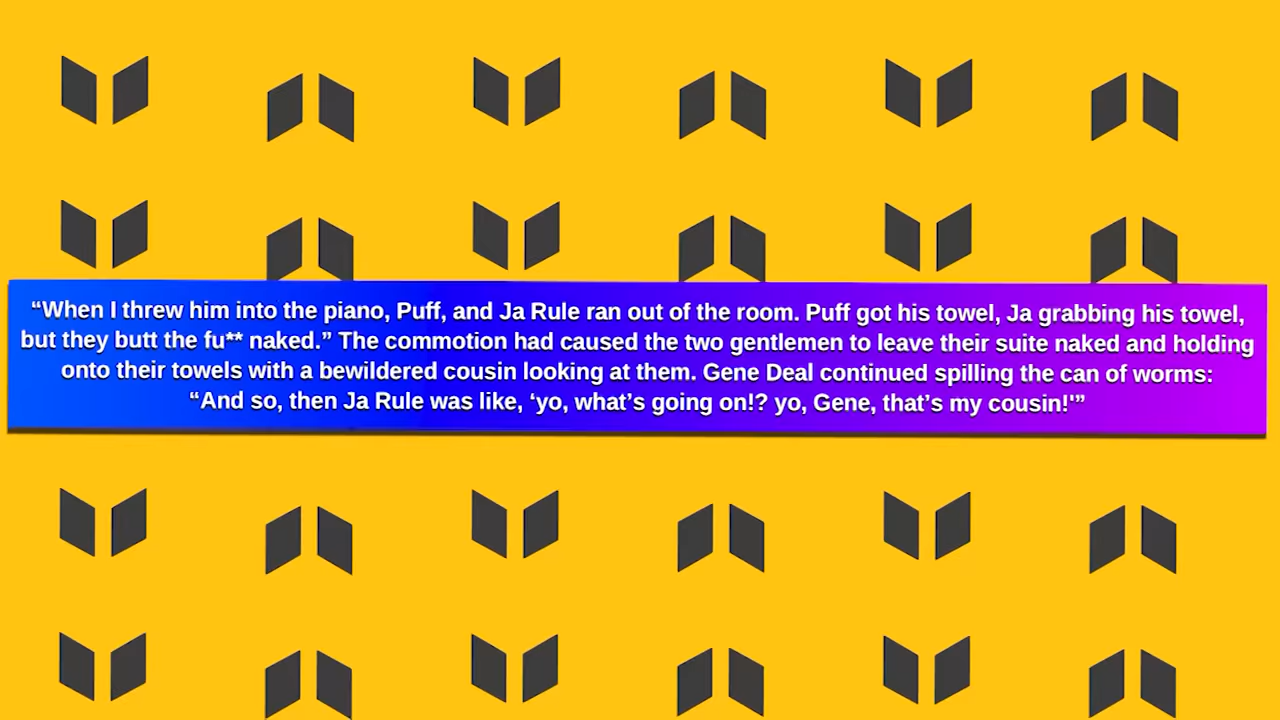 “When I threw him into the piano, Puff, and Ja Rule ran out of the room. Puff got his towel, Ja grabbing his towel,
but they butt the fu** naked.” The commotion had caused the two gentlemen to leave their suite naked and holding
onto their towels with a bewildered cousin looking at them. Gene Deal continued spilling the can of worms:
“And so, then Ja Rule was like, ‘yo, what’s going on!? yo, Gene, that’s my cousin!'”